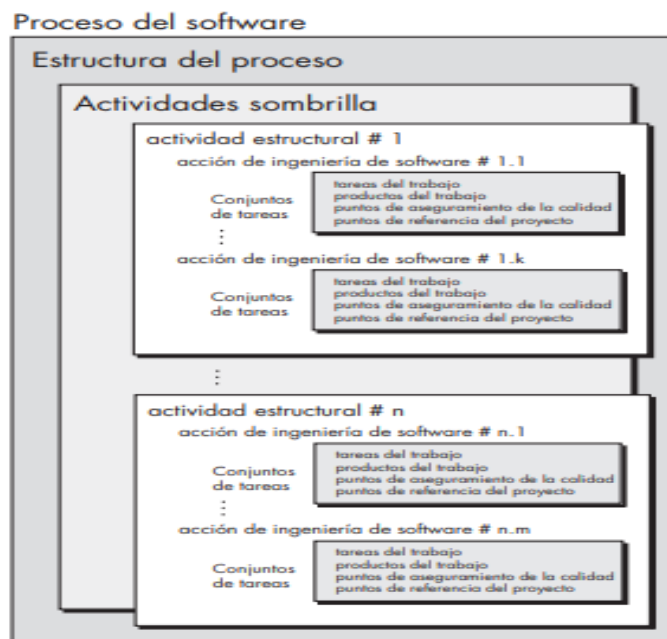 Proceso del software
Estructura del proceso
Actividades sombrilla
actividad estructural # 1
acción de ingeniería de software # 1.1
Conjuntos
de tareas
tareas del trabajo
productos del trabajo
puntos de aseguramiento de la calidad
puntos de referencia del proyecto
⋮
acción de ingeniería de software # 1.k
Conjuntos
de tareas
tareas del trabajo
productos del trabajo
puntos de aseguramiento de la calidad
puntos de referencia del proyecto
⋮
actividad estructural # n
acción de ingeniería de software # n.1
Conjuntos
de tareas
tareas del trabajo
productos del trabajo
puntos de aseguramiento de la calidad
puntos de referencia del proyecto
⋮
acción de ingeniería de software # n.m
Conjuntos
de tareas
tareas del trabajo
productos del trabajo
puntos de aseguramiento de la calidad
puntos de referencia del proyecto